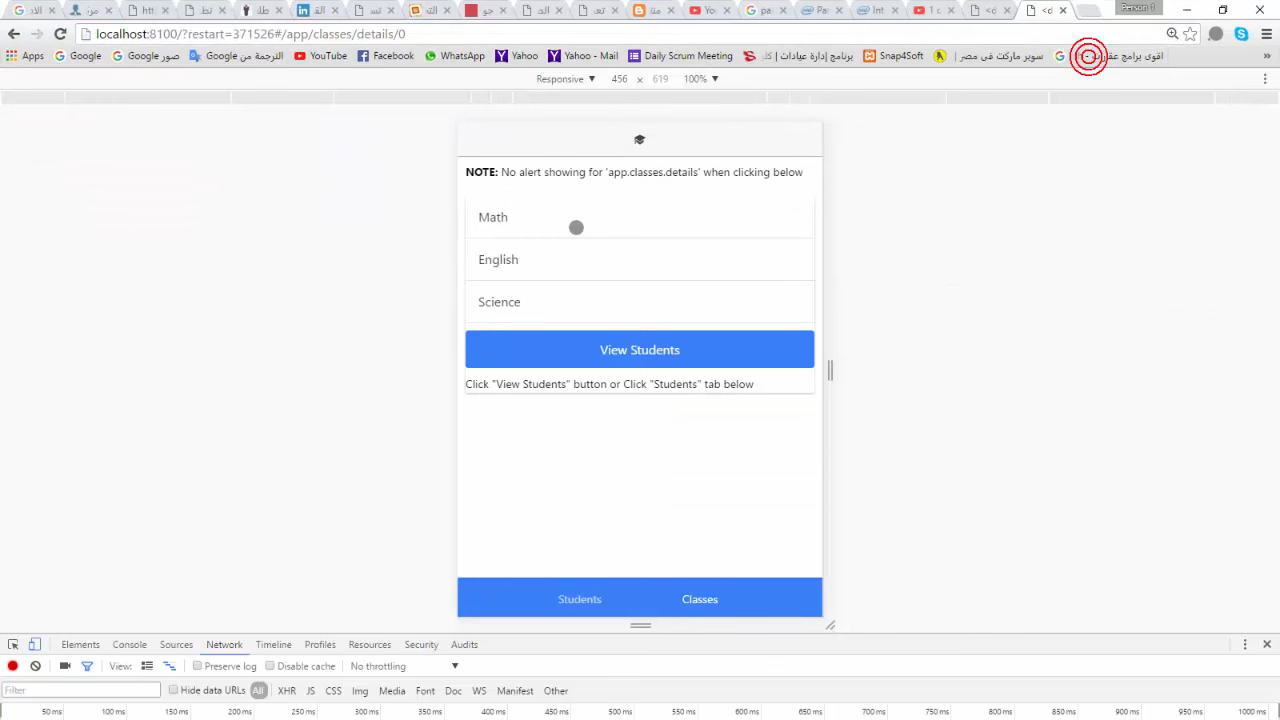 Person 1
localhost:8100/?restart=371526#/app/classes/details/0
Apps Google صور Google الترجمة من Google YouTube Facebook WhatsApp Yahoo Yahoo - Mail Daily Scrum Meeting برنامج إدارة عيادات | كل Snap4Soft سوبر ماركت فى مصر | اقوى برامج »
Responsive ▼ 456 × 619 100% ▼
NOTE: No alert showing for 'app.classes.details' when clicking below
Math
English
Science
View Students
Click "View Students" button or Click "Students" tab below
Students Classes
Elements Console Sources Network Timeline Profiles Resources Security Audits
View: Preserve log Disable cache No throttling ▼
Filter Hide data URLs All XHR JS CSS Img Media Font Doc WS Manifest Other
50 ms 100 ms 150 ms 200 ms 250 ms 300 ms 350 ms 400 ms 450 ms 500 ms 550 ms 600 ms 650 ms 700 ms 750 ms 800 ms 850 ms 900 ms 950 ms 1000 ms